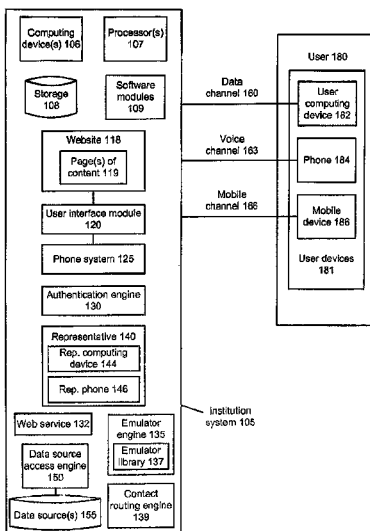 Computing
device(s) 106
Processor(s)
107
Storage
108
Software
modules
109
Website 118
Page(s) of
content 119
User interface module
120
Phone system 125
Authentication engine
130
Representative 140
Rep. computing
device 144
Rep. phone 146
Web service 132
Emulator
engine 135
Emulator
library 137
Data source
access engine
150
Data source(s) 155
Contact
routing engine
139
Data
channel 160
Voice
channel 163
Mobile
channel 166
institution
system 105
User 180
User
computing
device 182
Phone 184
Mobile
device 186
User devices
181